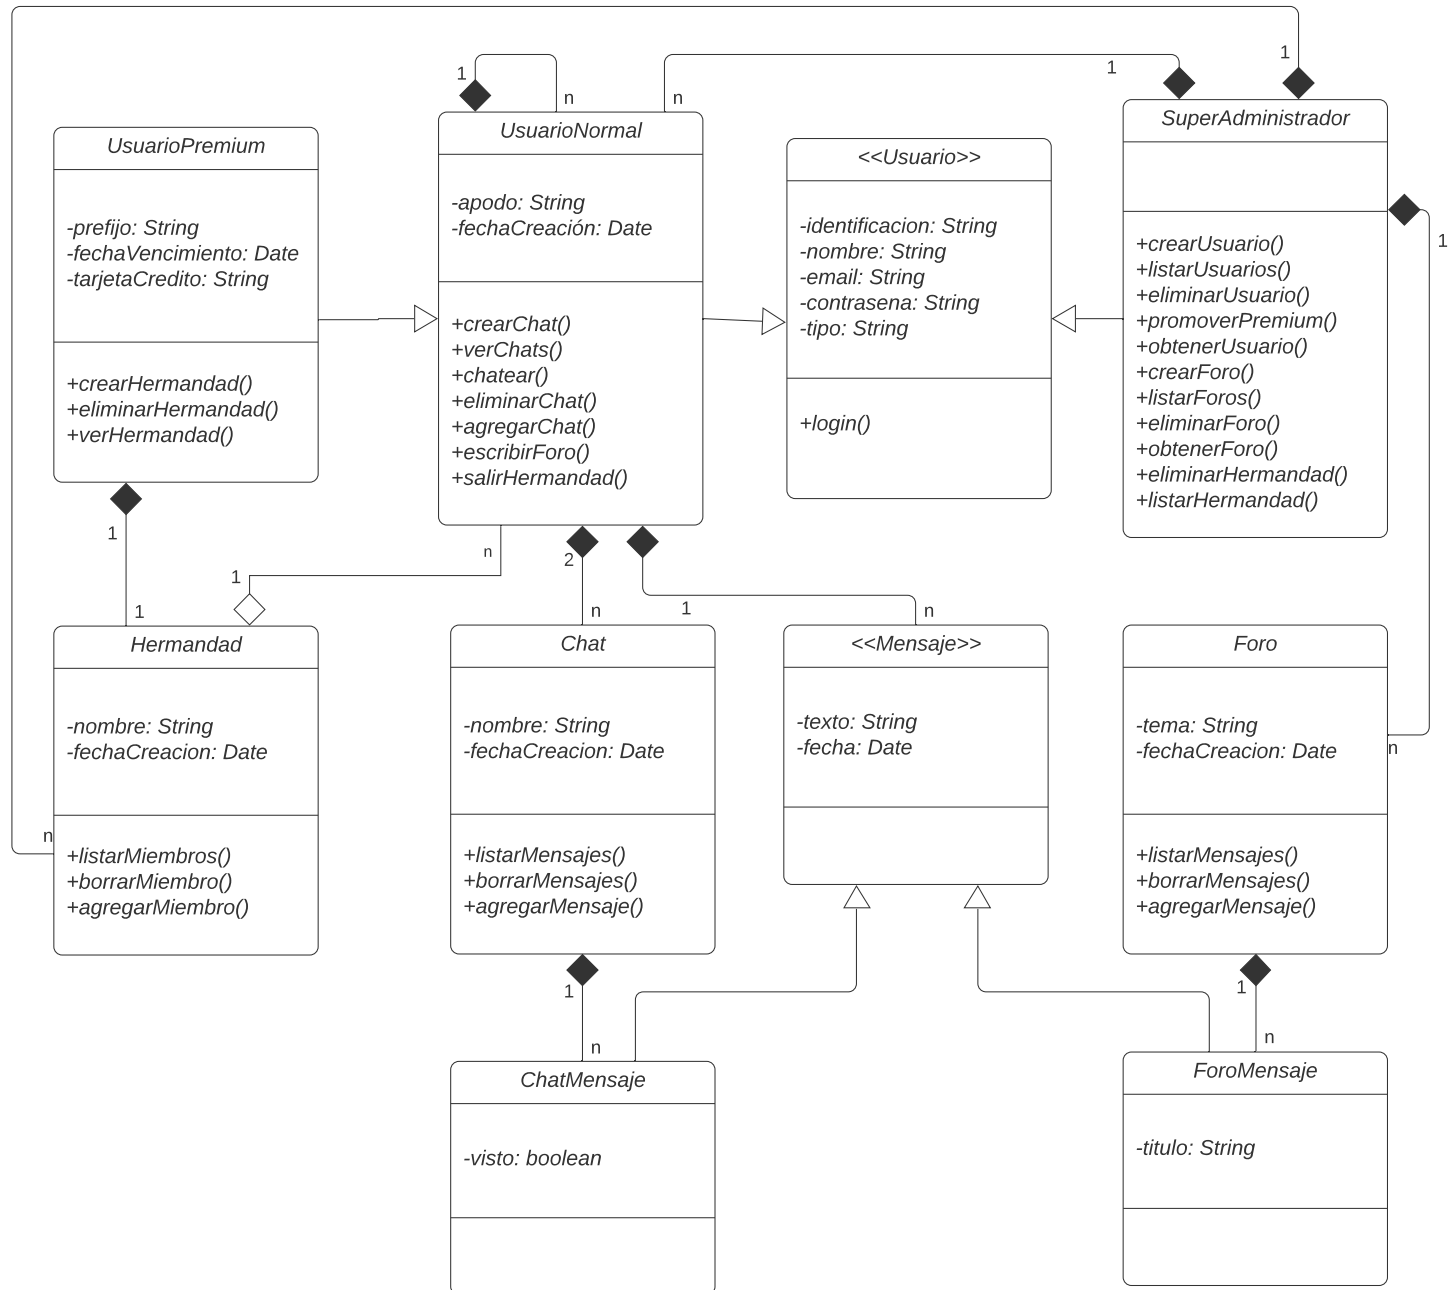 1
n
n
1
1
UsuarioPremium
-prefijo: String
-fechaVencimiento: Date
-tarjetaCredito: String
+crearHermandad()
+eliminarHermandad()
+verHermandad()
UsuarioNormal
-apodo: String
-fechaCreación: Date
+crearChat()
+verChats()
+chatear()
+eliminarChat()
+agregarChat()
+escribirForo()
+salirHermandad()
<<Usuario>>
-identificacion: String
-nombre: String
-email: String
-contrasena: String
-tipo: String
+login()
SuperAdministrador
+crearUsuario()
+listarUsuarios()
+eliminarUsuario()
+promoverPremium()
+obtenerUsuario()
+crearForo()
+listarForos()
+eliminarForo()
+obtenerForo()
+eliminarHermandad()
+listarHermandad()
1
1
1
1
n
2
n
1
n
Hermandad
-nombre: String
-fechaCreacion: Date
+listarMiembros()
+borrarMiembro()
+agregarMiembro()
n
Chat
-nombre: String
-fechaCreacion: Date
+listarMensajes()
+borrarMensajes()
+agregarMensaje()
<<Mensaje>>
-texto: String
-fecha: Date
Foro
-tema: String
-fechaCreacion: Date
+listarMensajes()
+borrarMensajes()
+agregarMensaje()
n
1
n
1
n
ChatMensaje
-visto: boolean
ForoMensaje
-titulo: String